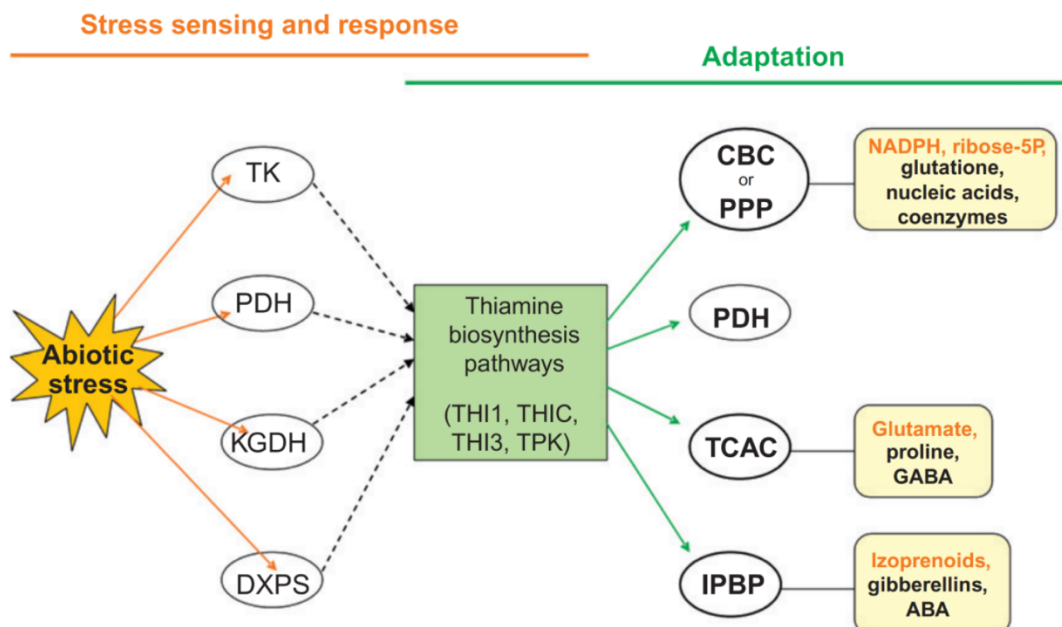 Stress sensing and response
Adaptation
TK
PDH
KGDH
DXPS
Abiotic
stress
Thiamine
biosynthesis
pathways
(THI1, THIC,
THI3, TPK)
CBC
or
PPP
NADPH, ribose-5P,
glutatione,
nucleic acids,
coenzymes
PDH
TCAC
Glutamate,
proline,
GABA
IPBP
Izoprenoids,
gibberellins,
ABA